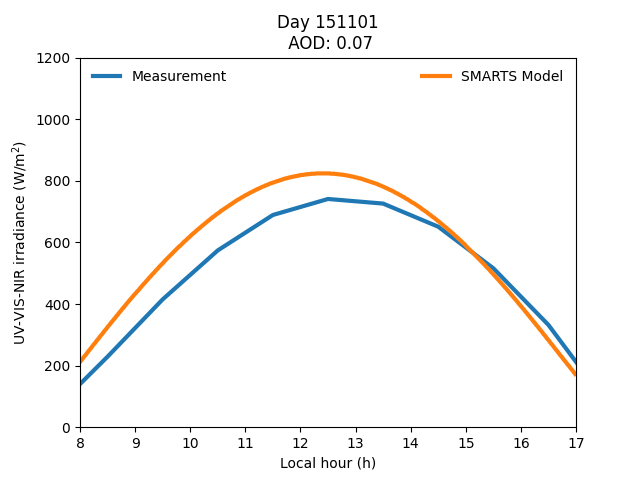 Day 151101
AOD: 0.07
Measurement
SMARTS Model
UV-VIS-NIR irradiance (W/m²)
1200
1000
800
600
400
200
0
8 9 10 11 12 13 14 15 16 17
Local hour (h)